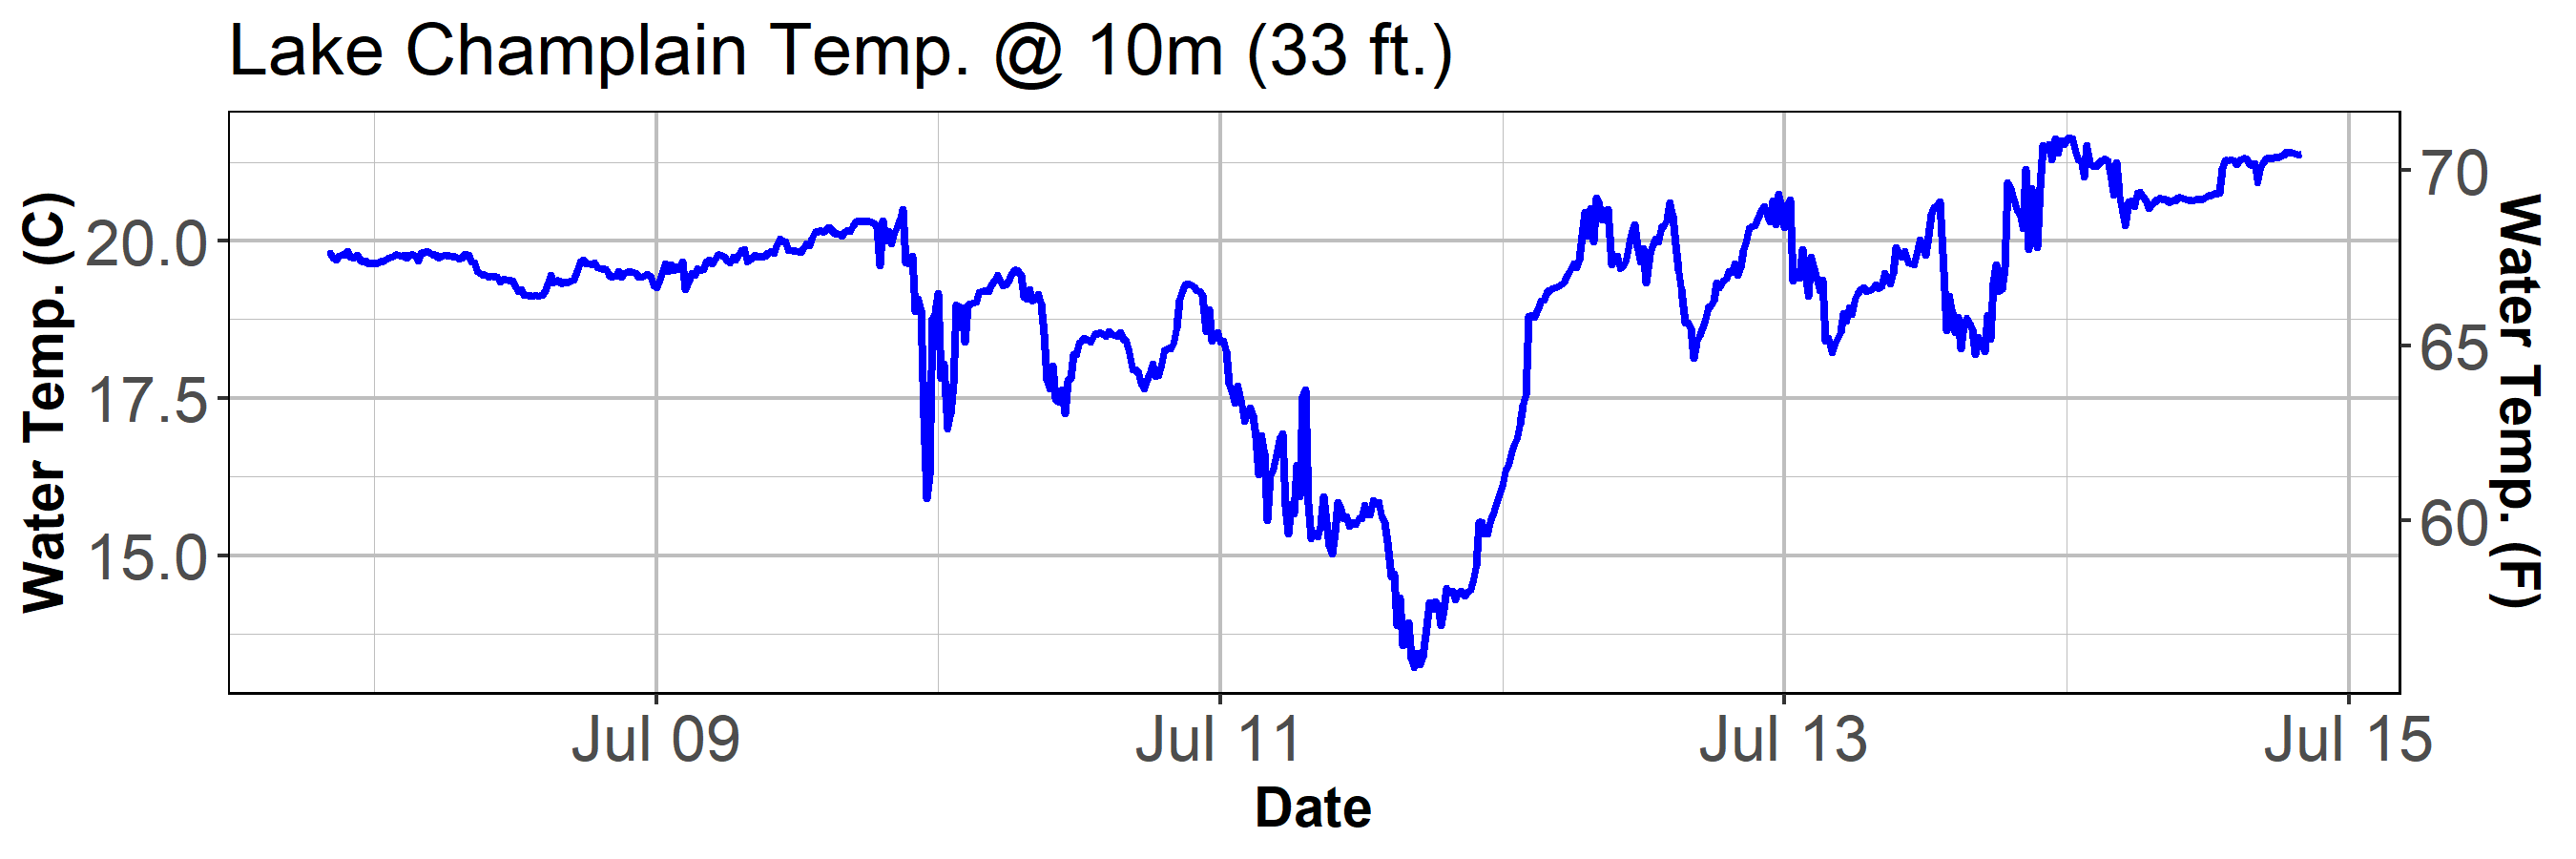 Lake Champlain Temp. @ 10m (33 ft.)
Water Temp. (C)
20.0
17.5
15.0
70
65
60
Water Temp. (F)
Jul 09 Jul 11 Jul 13 Jul 15
Date